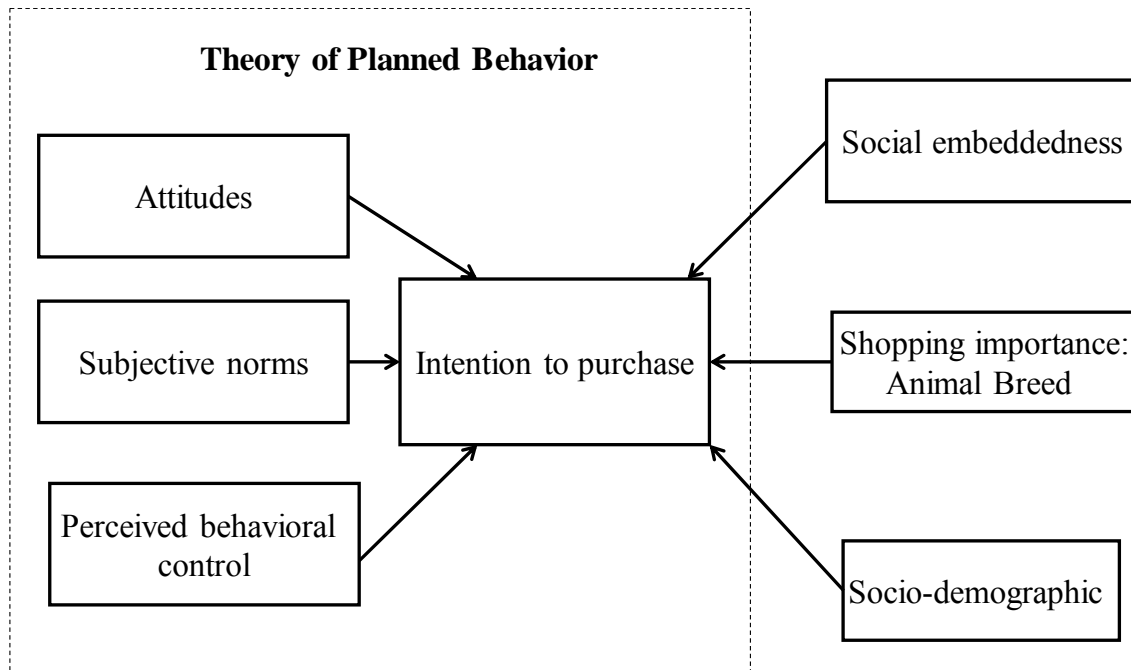 Theory of Planned Behavior
Attitudes
Subjective norms
Perceived behavioral
control
Intention to purchase
Social embeddedness
Shopping importance:
Animal Breed
Socio-demographic